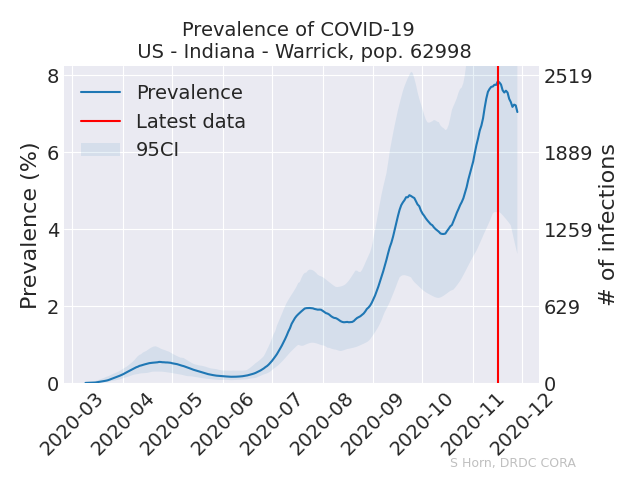 Prevalence of COVID-19
US - Indiana - Warrick, pop. 62998
Prevalence (%)
8
6
4
2
0
Prevalence
Latest data
95CI
2519
1889
1259
629
0
# of infections
2020-03
2020-04
2020-05
2020-06
2020-07
2020-08
2020-09
2020-10
2020-11
2020-12
S Horn, DRDC CORA